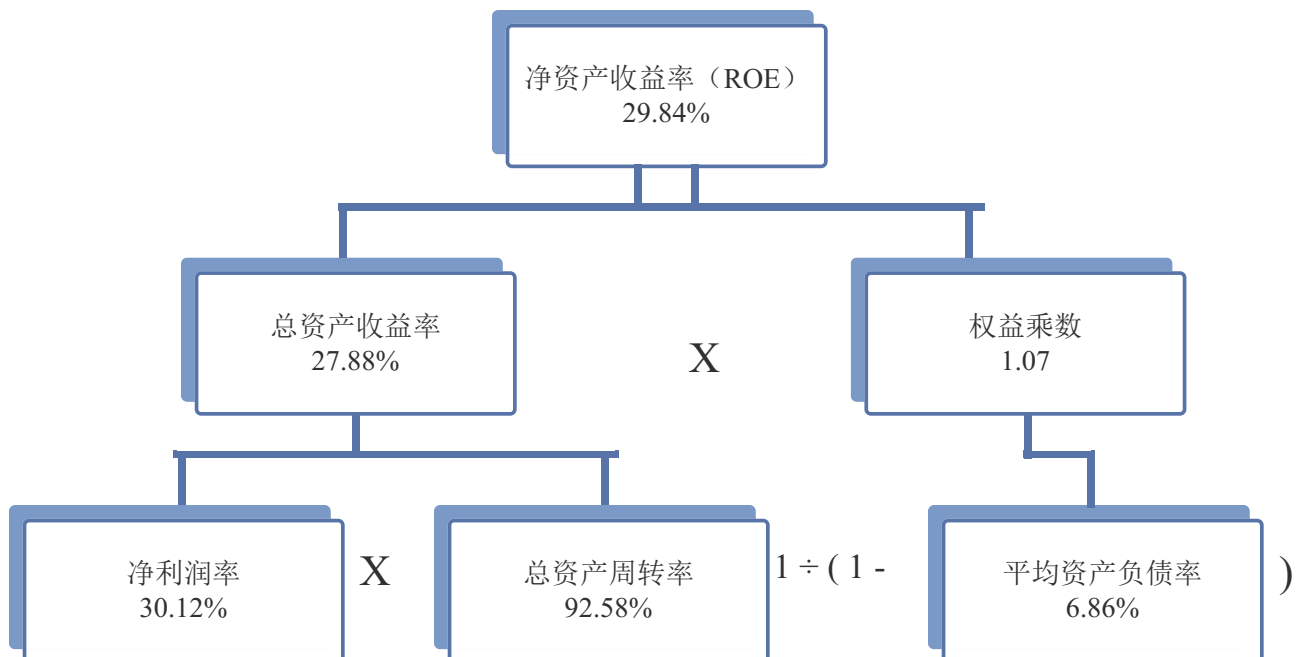 净资产收益率（ROE）
29.84%
总资产收益率
27.88%
X
权益乘数
1.07
净利润率
30.12%
X
总资产周转率
92.58%
1 ÷ ( 1 -
平均资产负债率
6.86%
)